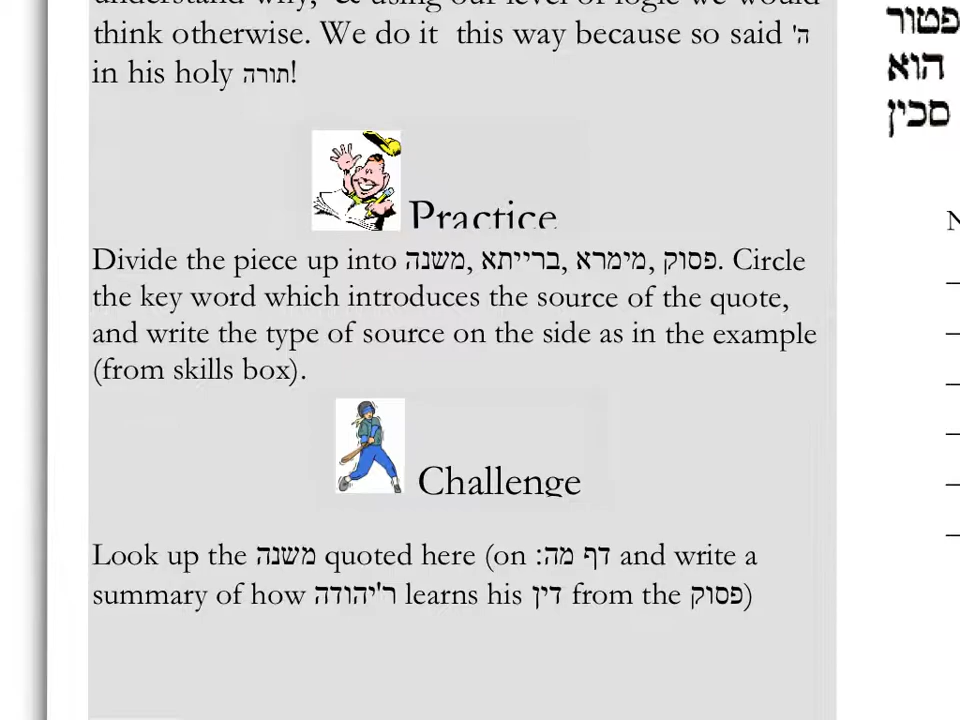 understand why, & using our level of logic we would
think otherwise. We do it this way because so said ה'
in his holy תורה!
Practice
Divide the piece up into משנה, ברייתא, מימרא, פסוק. Circle
the key word which introduces the source of the quote,
and write the type of source on the side as in the example
(from skills box).
Challenge
Look up the משנה quoted here (on דף מה: and write a
summary of how ר'יהודה learns his דין from the פסוק)
פטור
הוא
סכין